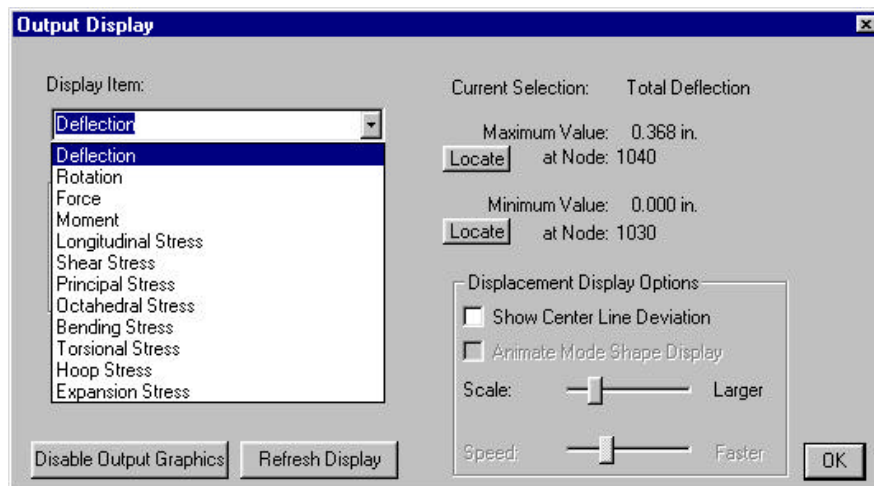 Output Display
Display Item:
Deflection
Deflection
Rotation
Force
Moment
Longitudinal Stress
Shear Stress
Principal Stress
Octahedral Stress
Bending Stress
Torsional Stress
Hoop Stress
Expansion Stress
Disable Output Graphics
Refresh Display
Current Selection: Total Deflection
Maximum Value: 0.368 in.
Locate at Node: 1040
Minimum Value: 0.000 in.
Locate at Node: 1030
Displacement Display Options
Show Center Line Deviation
Animate Mode Shape Display
Scale: Larger
Speed: Faster
OK